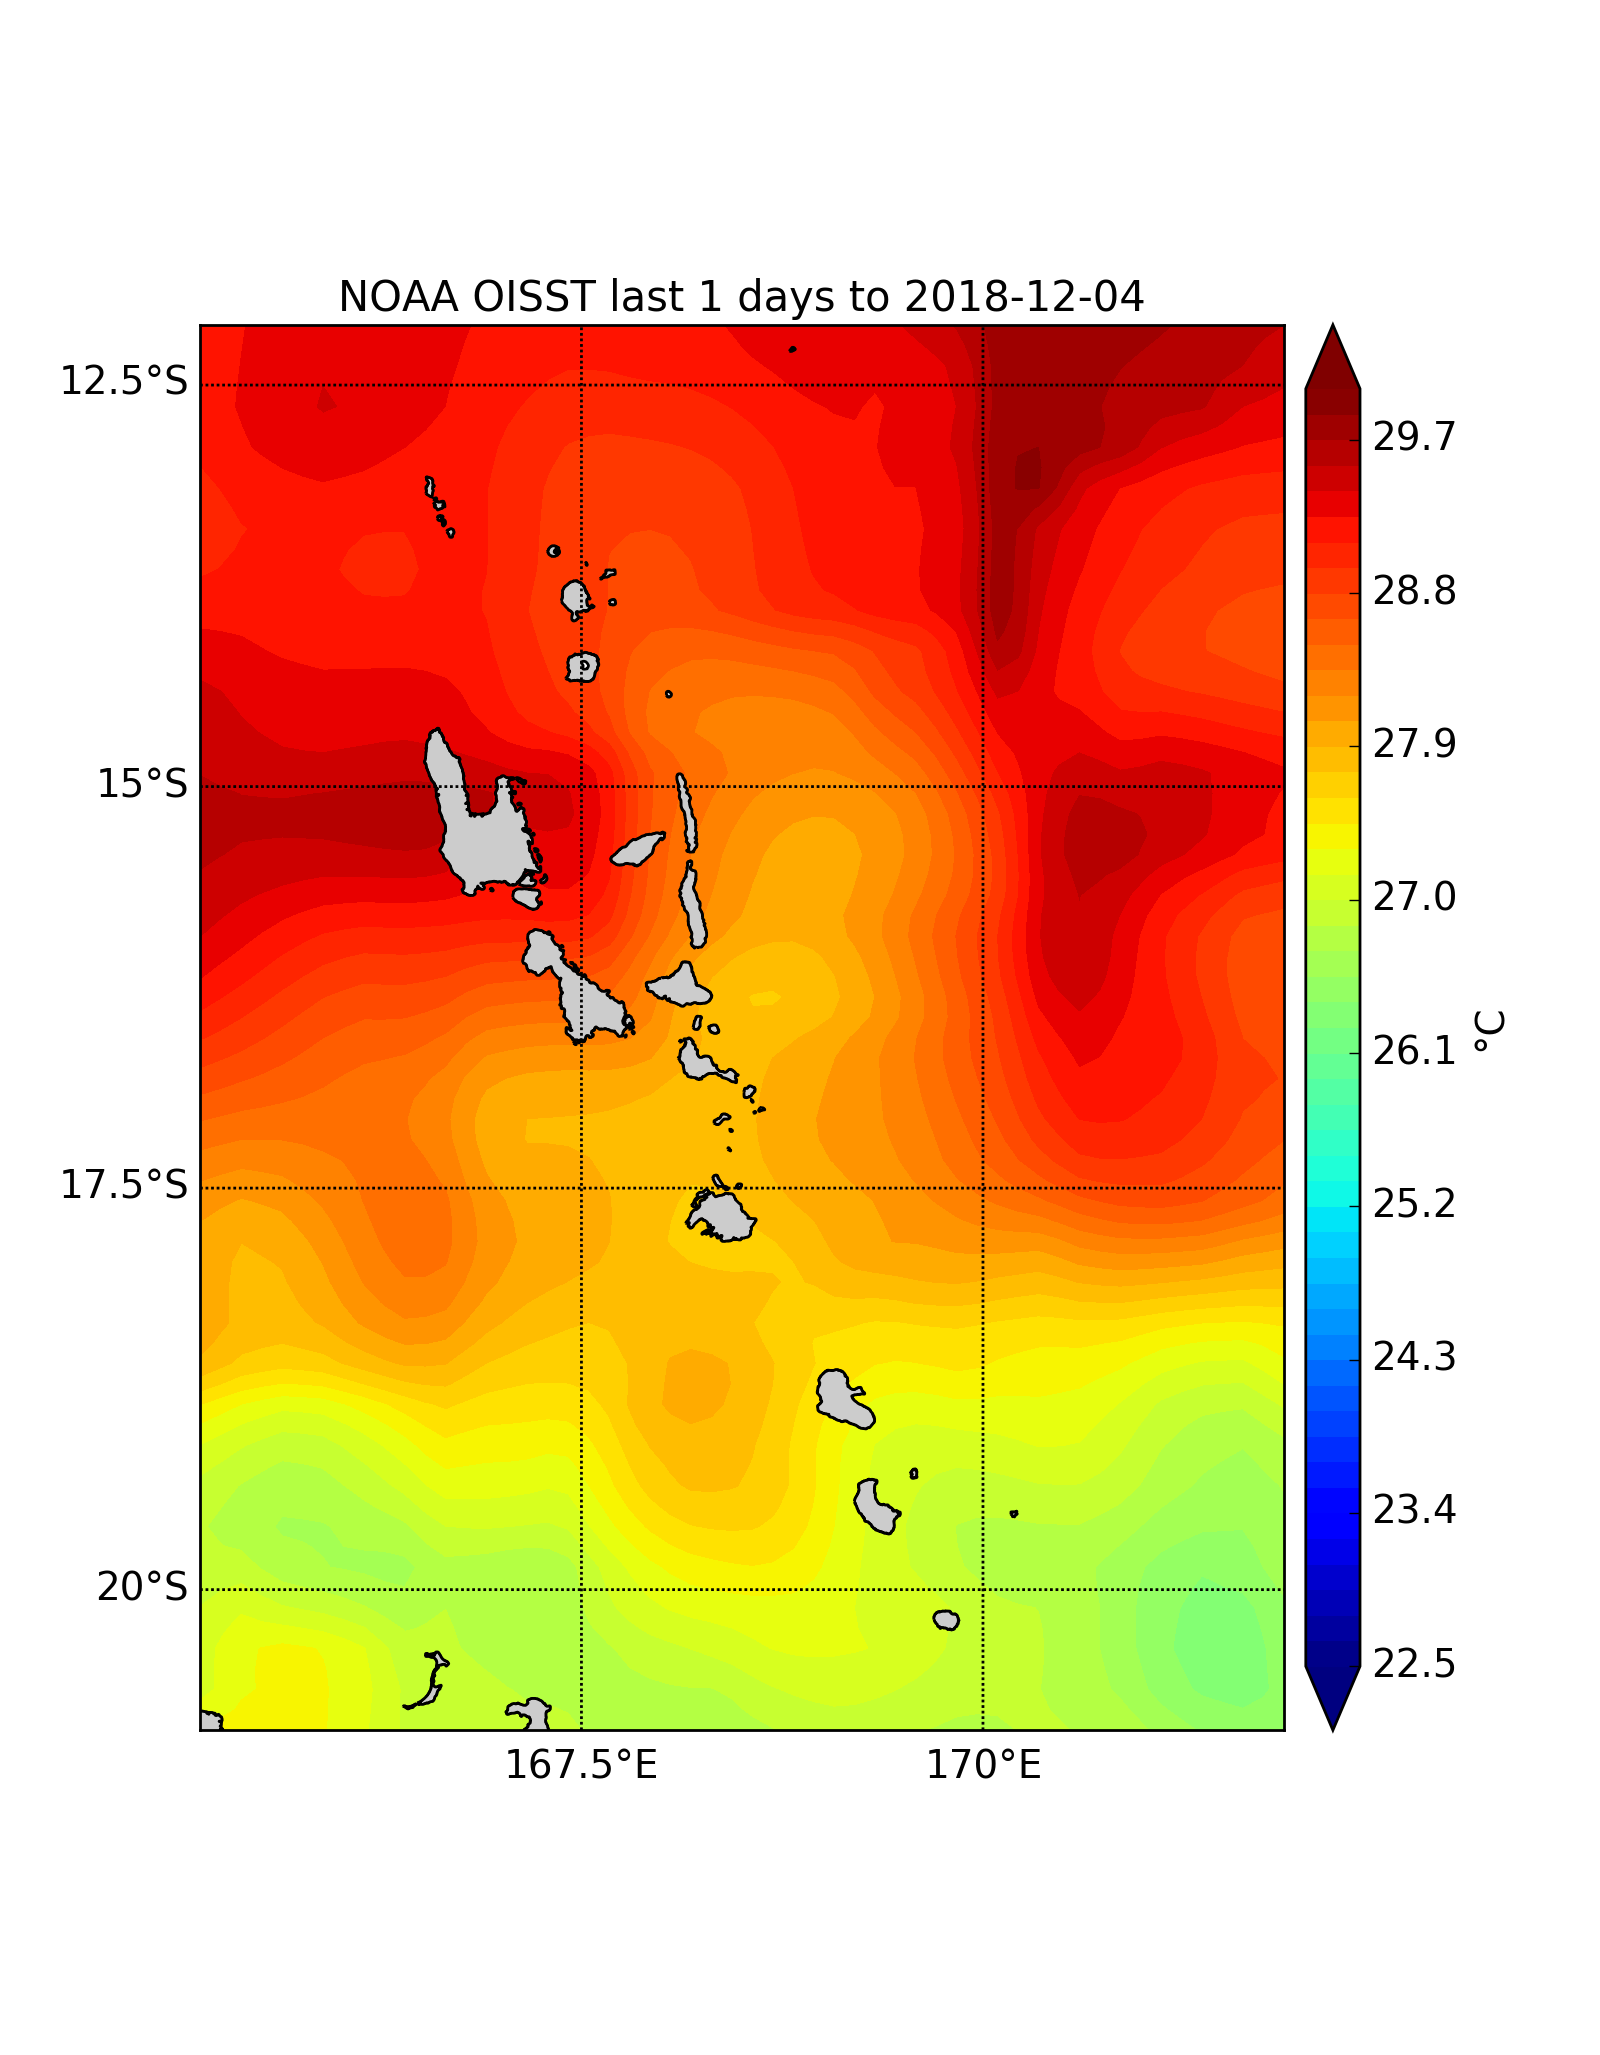 NOAA OISST last 1 days to 2018-12-04
12.5°S
15°S
17.5°S
20°S
167.5°E
170°E
29.7
28.8
27.9
27.0
26.1
25.2
24.3
23.4
22.5
°C